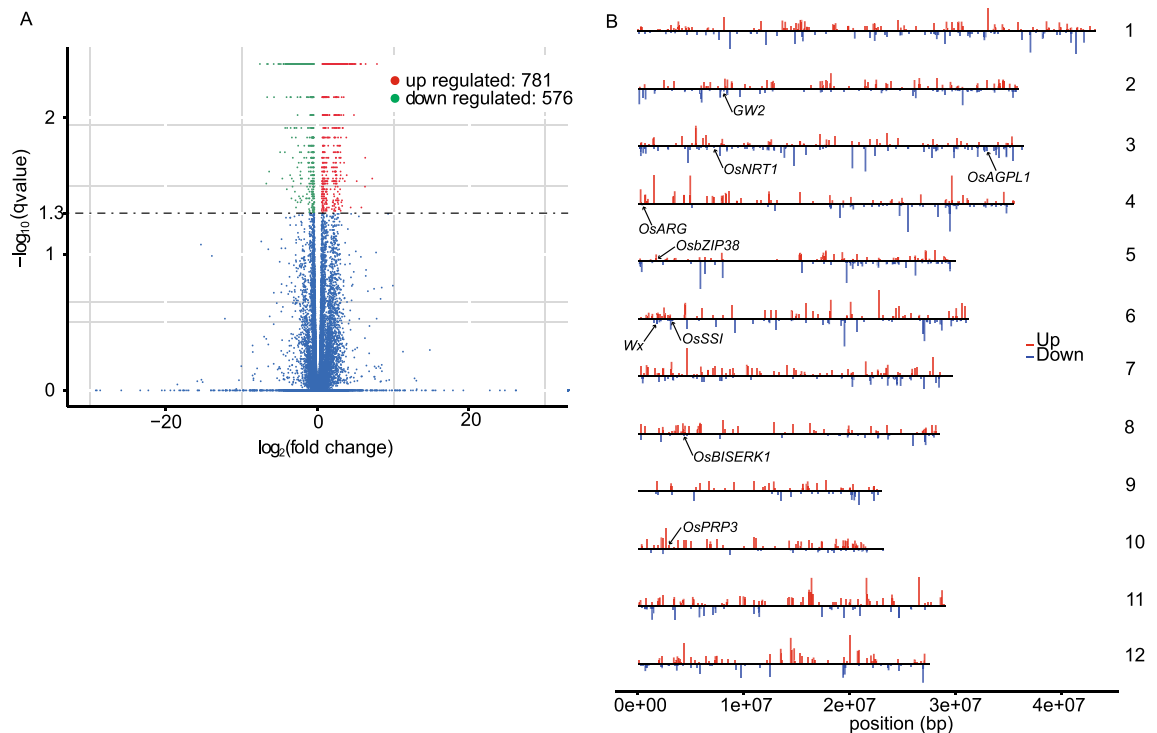 A
up regulated: 781
down regulated: 576
2
1.3
1
0
−log10(qvalue)
−20
0
20
log2(fold change)
B
1
2
GW2
3
OsNRT1
OsAGPL1
4
OsARG
OsbZIP38
5
6
Wx
OsSSI
Up
Down
7
8
OsBISERK1
9
OsPRP3
10
11
12
0e+00
1e+07
2e+07
3e+07
4e+07
position (bp)